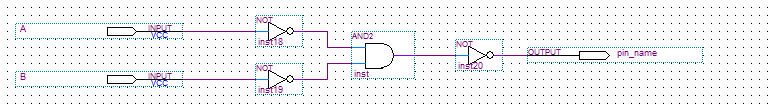 A
INPUT
VCC
NOT
inst18
AND2
inst
NOT
inst20
OUTPUT
pin_name
B
INPUT
VCC
NOT
inst19